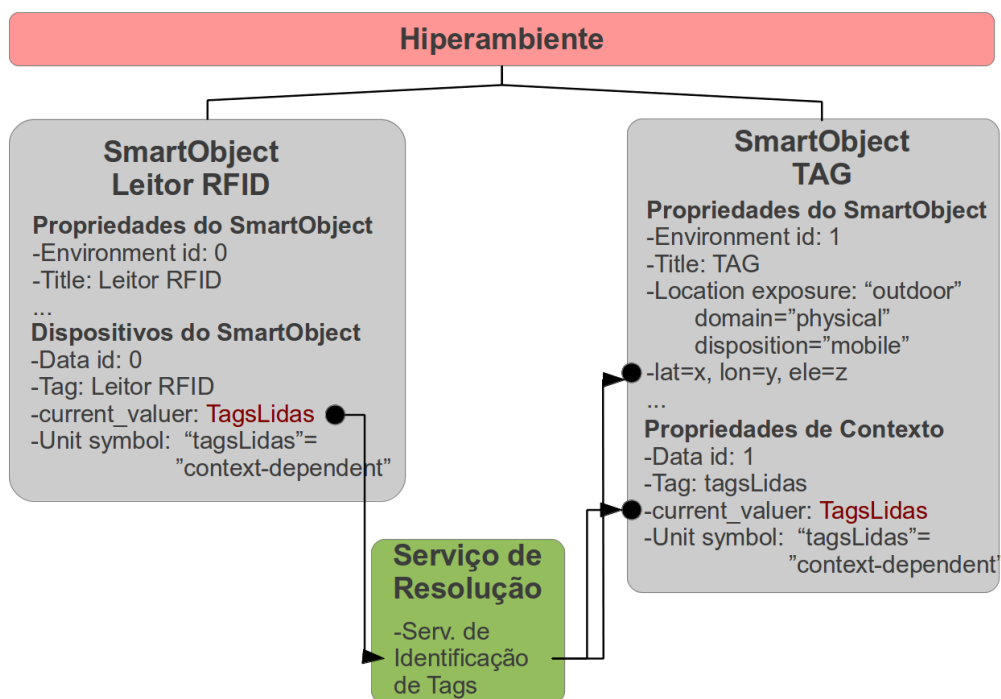 Hiperambiente
SmartObject
Leitor RFID
Propriedades do SmartObject
-Environment id: 0
-Title: Leitor RFID
...
Dispositivos do SmartObject
-Data id: 0
-Tag: Leitor RFID
-current_valuer: TagsLidas
-Unit symbol: “tagsLidas”=
”context-dependent”
SmartObject
TAG
Propriedades do SmartObject
-Environment id: 1
-Title: TAG
-Location exposure: “outdoor”
domain=”physical”
disposition=”mobile”
-lat=x, lon=y, ele=z
...
Propriedades de Contexto
-Data id: 1
-Tag: tagsLidas
-current_valuer: TagsLidas
-Unit symbol: “tagsLidas”=
”context-dependent”
Serviço de
Resolução
-Serv. de
Identificação
de Tags